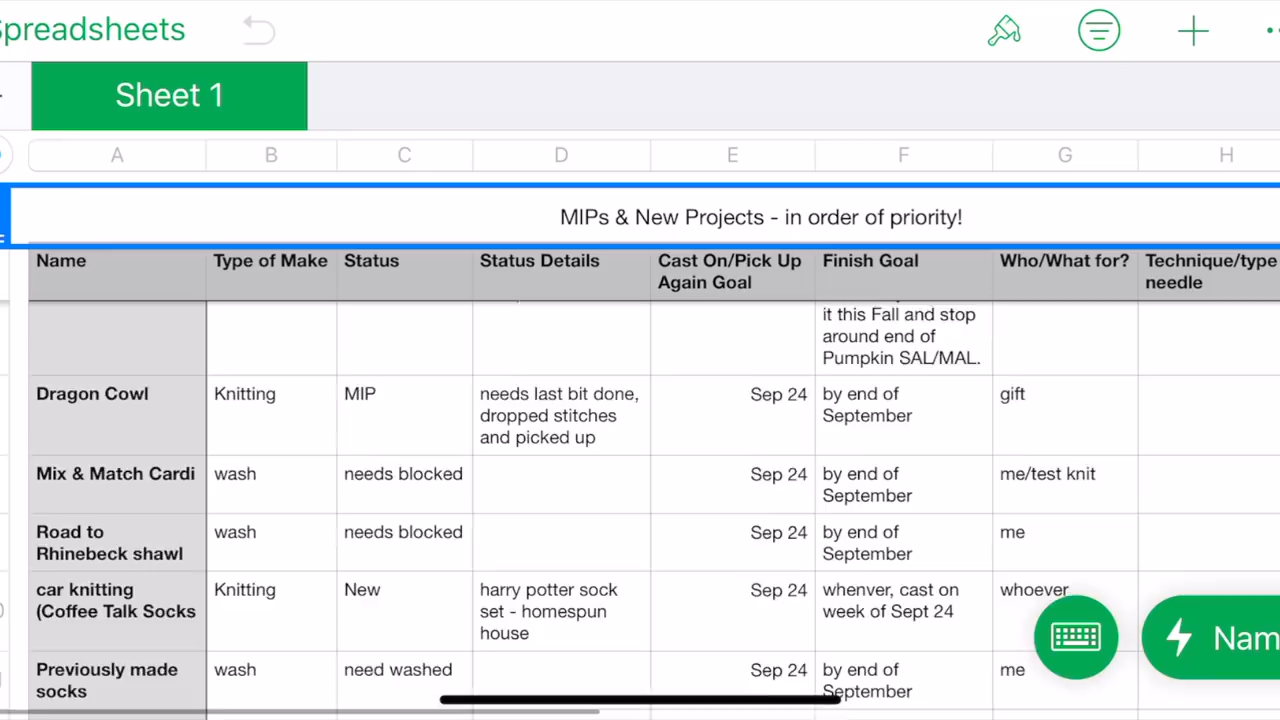 Spreadsheets
Sheet 1
A B C D E F G H
MIPs & New Projects - in order of priority!
Name Type of Make Status Status Details Cast On/Pick Up Again Goal Finish Goal Who/What for? Technique/type needle
it this Fall and stop
around end of
Pumpkin SAL/MAL.
Dragon Cowl Knitting MIP needs last bit done, Sep 24 by end of gift
dropped stitches September
and picked up
Mix & Match Cardi wash needs blocked Sep 24 by end of me/test knit
September
Road to wash needs blocked Sep 24 by end of me
Rhinebeck shawl September
car knitting Knitting New harry potter sock Sep 24 whenver, cast on whoever
(Coffee Talk Socks set - homespun week of Sept 24
house
Nam
Previously made wash need washed Sep 24 by end of me
socks September